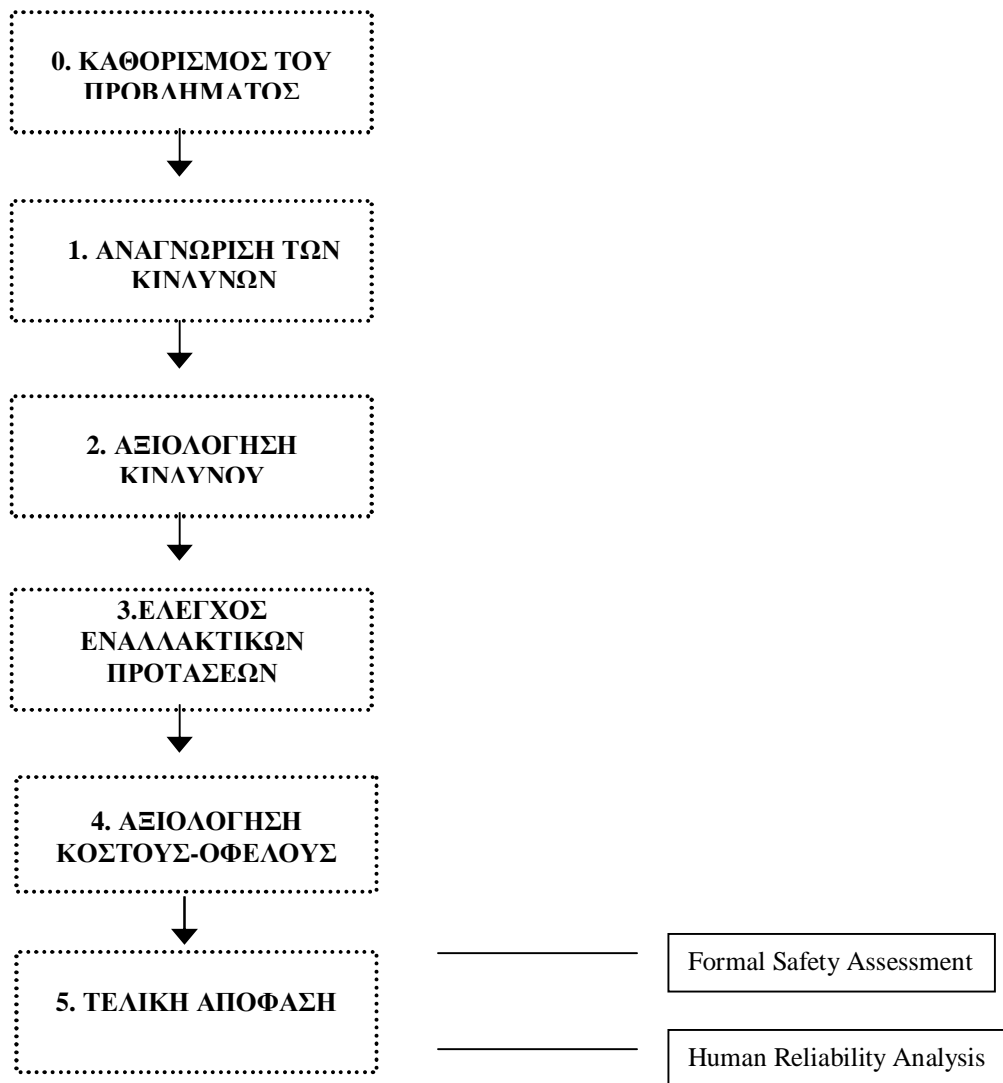 0. ΚΑΘΟΡΙΣΜΟΣ ΤΟΥ
ΠΡΟΒΛΗΜΑΤΟΣ
1. ΑΝΑΓΝΩΡΙΣΗ ΤΩΝ
ΚΙΝΔΥΝΩΝ
2. ΑΞΙΟΛΟΓΗΣΗ
ΚΙΝΔΥΝΟΥ
3.ΕΛΕΓΧΟΣ
ΕΝΑΛΛΑΚΤΙΚΩΝ
ΠΡΟΤΑΣΕΩΝ
4. ΑΞΙΟΛΟΓΗΣΗ
ΚΟΣΤΟΥΣ-ΟΦΕΛΟΥΣ
5. ΤΕΛΙΚΗ ΑΠΟΦΑΣΗ
Formal Safety Assessment
Human Reliability Analysis